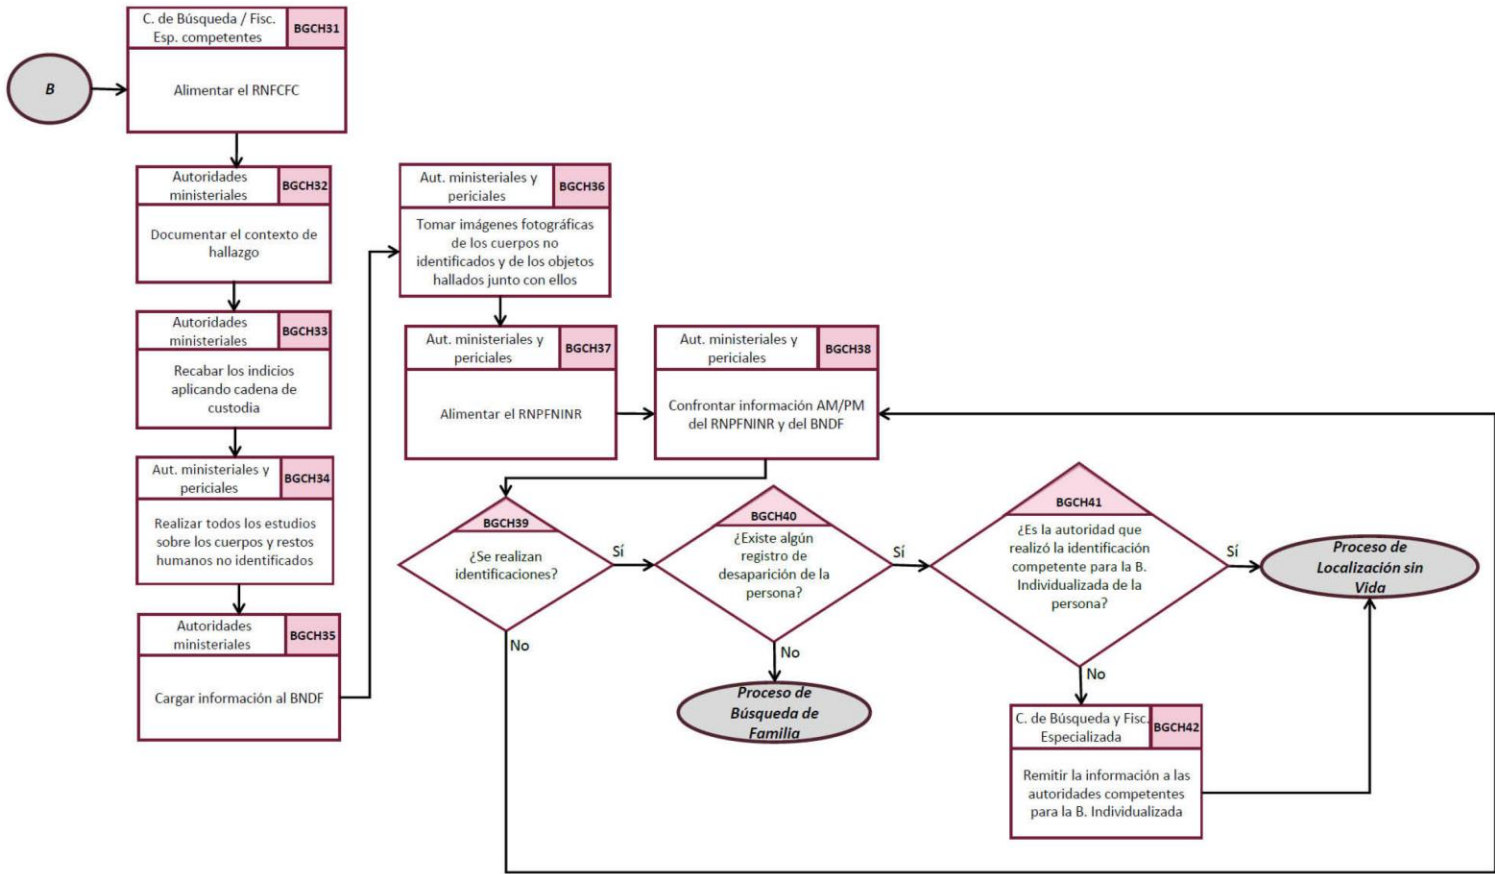 B
C. de Búsqueda / Fisc.
Esp. competentes
BGCH31
Alimentar el RNFCFC
Autoridades
ministeriales
BGCH32
Documentar el contexto de
hallazgo
Autoridades
ministeriales
BGCH33
Recabar los indicios
aplicando cadena de
custodia
Aut. ministeriales y
periciales
BGCH34
Realizar todos los estudios
sobre los cuerpos y restos
humanos no identificados
Autoridades
ministeriales
BGCH35
Cargar información al BNDF
Aut. ministeriales y
periciales
BGCH36
Tomar imágenes fotográficas
de los cuerpos no
identificados y de los objetos
hallados junto con ellos
Aut. ministeriales y
periciales
BGCH37
Alimentar el RNPFNINR
Aut. ministeriales y
periciales
BGCH38
Confrontar información AM/PM
del RNPFNINR y del BNDF
BGCH39
¿Se realizan
identificaciones?
Sí
No
BGCH40
¿Existe algún
registro de
desaparición de la
persona?
Sí
No
Proceso de
Búsqueda de
Familia
BGCH41
¿Es la autoridad que
realizó la identificación
competente para la B.
Individualizada de la
persona?
Sí
No
Proceso de
Localización sin
Vida
C. de Búsqueda y Fisc.
Especializada
BGCH42
Remitir la información a las
autoridades competentes
para la B. Individualizada